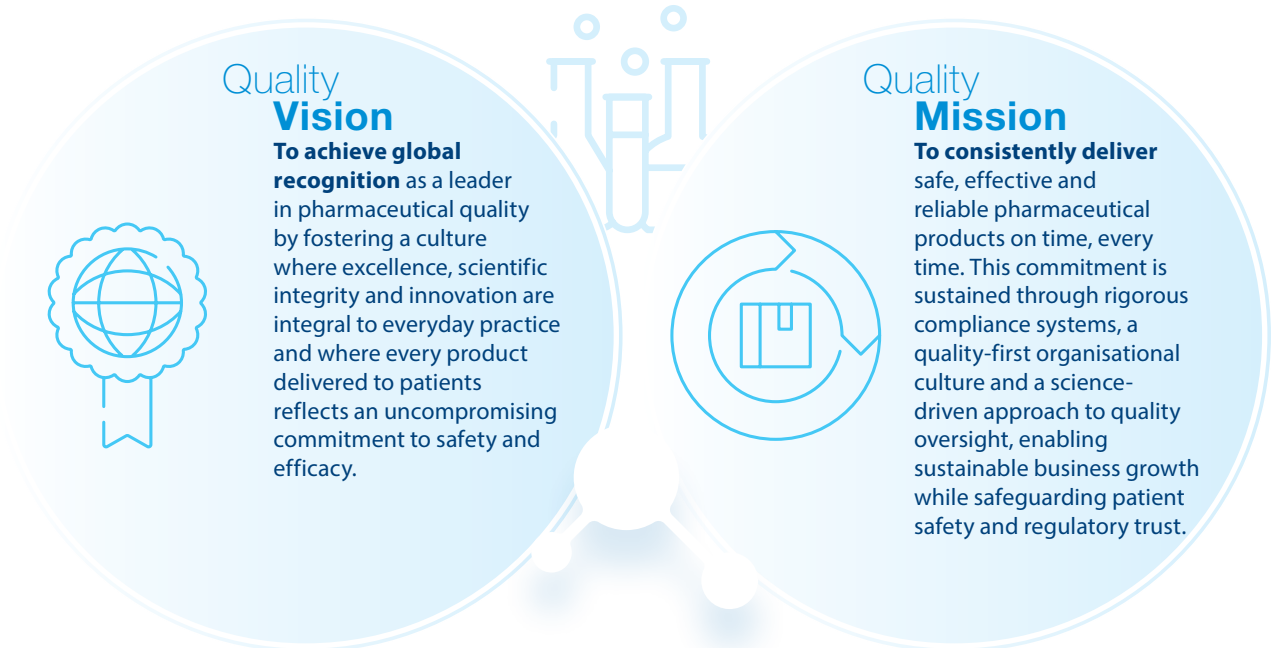 Quality
Vision
To achieve global
recognition as a leader
in pharmaceutical quality
by fostering a culture
where excellence, scientific
integrity and innovation are
integral to everyday practice
and where every product
delivered to patients
reflects an uncompromising
commitment to safety and
efficacy.
Quality
Mission
To consistently deliver
safe, effective and
reliable pharmaceutical
products on time, every
time. This commitment is
sustained through rigorous
compliance systems, a
quality-first organisational
culture and a science-
driven approach to quality
oversight, enabling
sustainable business growth
while safeguarding patient
safety and regulatory trust.